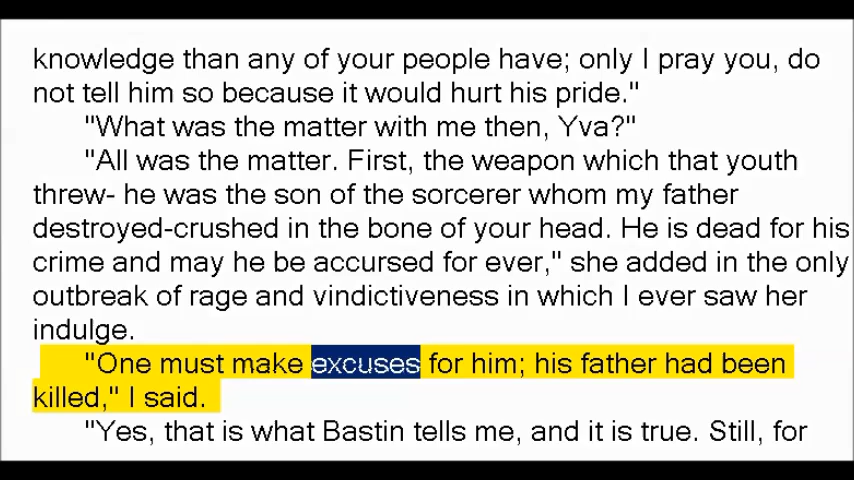 knowledge than any of your people have; only I pray you, do
not tell him so because it would hurt his pride."
"What was the matter with me then, Yva?"
"All was the matter. First, the weapon which that youth
threw- he was the son of the sorcerer whom my father
destroyed-crushed in the bone of your head. He is dead for his
crime and may he be accursed for ever," she added in the only
outbreak of rage and vindictiveness in which I ever saw her
indulge.
"One must make excuses for him; his father had been
killed," I said.
"Yes, that is what Bastin tells me, and it is true. Still, for